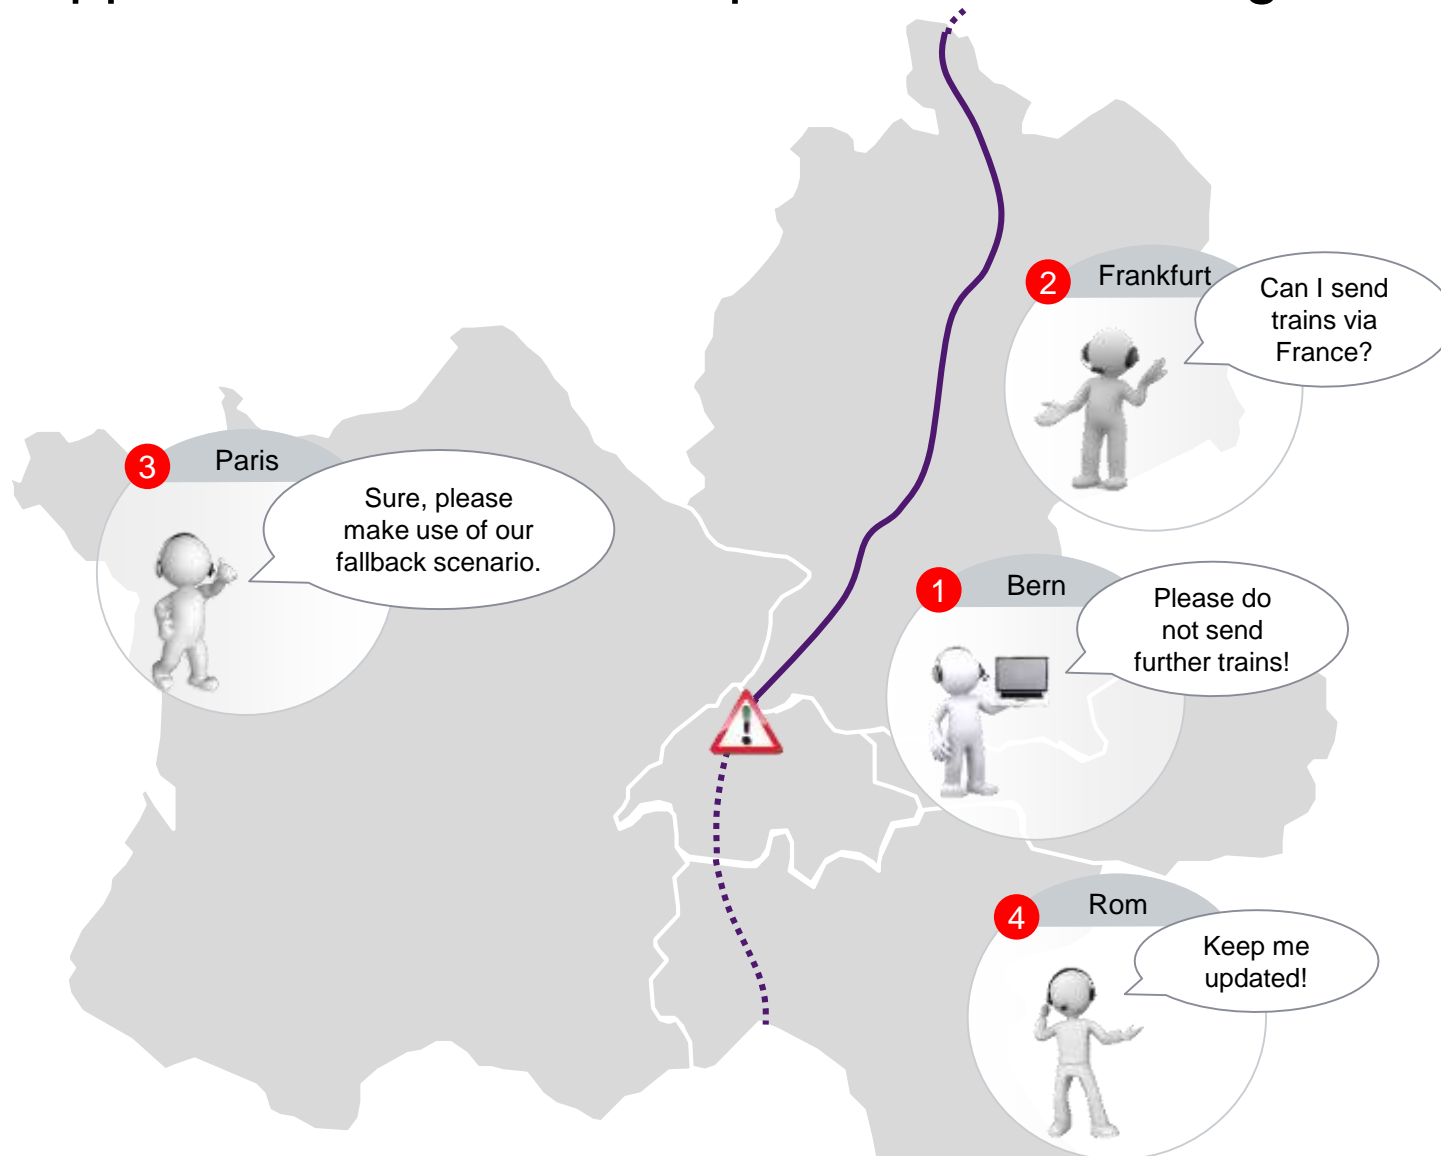 2
Frankfurt
Can I send
trains via
France?
3
Paris
Sure, please
make use of our
fallback scenario.
1
Bern
Please do
not send
further trains!
4
Rom
Keep me
updated!